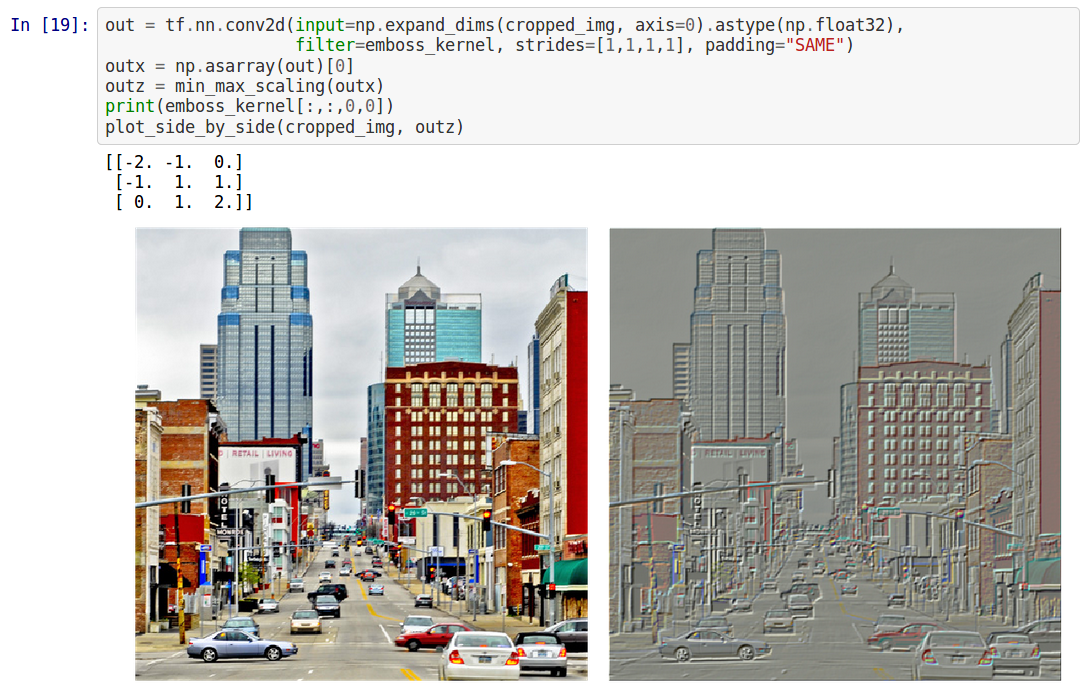 In [19]: out = tf.nn.conv2d(input=np.expand_dims(cropped_img, axis=0).astype(np.float32),
filter=emboss_kernel, strides=[1,1,1,1], padding="SAME")
outx = np.asarray(out)[0]
outz = min_max_scaling(outx)
print(emboss_kernel[:,:,0,0])
plot_side_by_side(cropped_img, outz)
[[-2. -1.  0.]
 [-1.  1.  1.]
 [ 0.  1.  2.]]
RETAIL | LIVING
RETAIL | LIVING